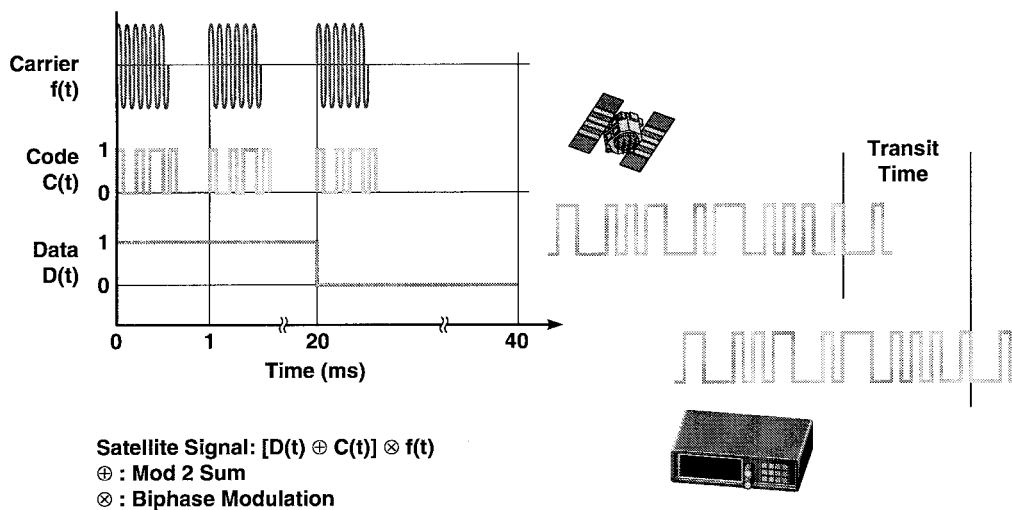 Carrier
f(t)
Code
C(t)
1
0
Data
D(t)
1
0
0
1
20
40
Time (ms)
Transit
Time
Satellite Signal: [D(t) ⊕ C(t)] ⊗ f(t)
⊕ : Mod 2 Sum
⊗ : Biphase Modulation